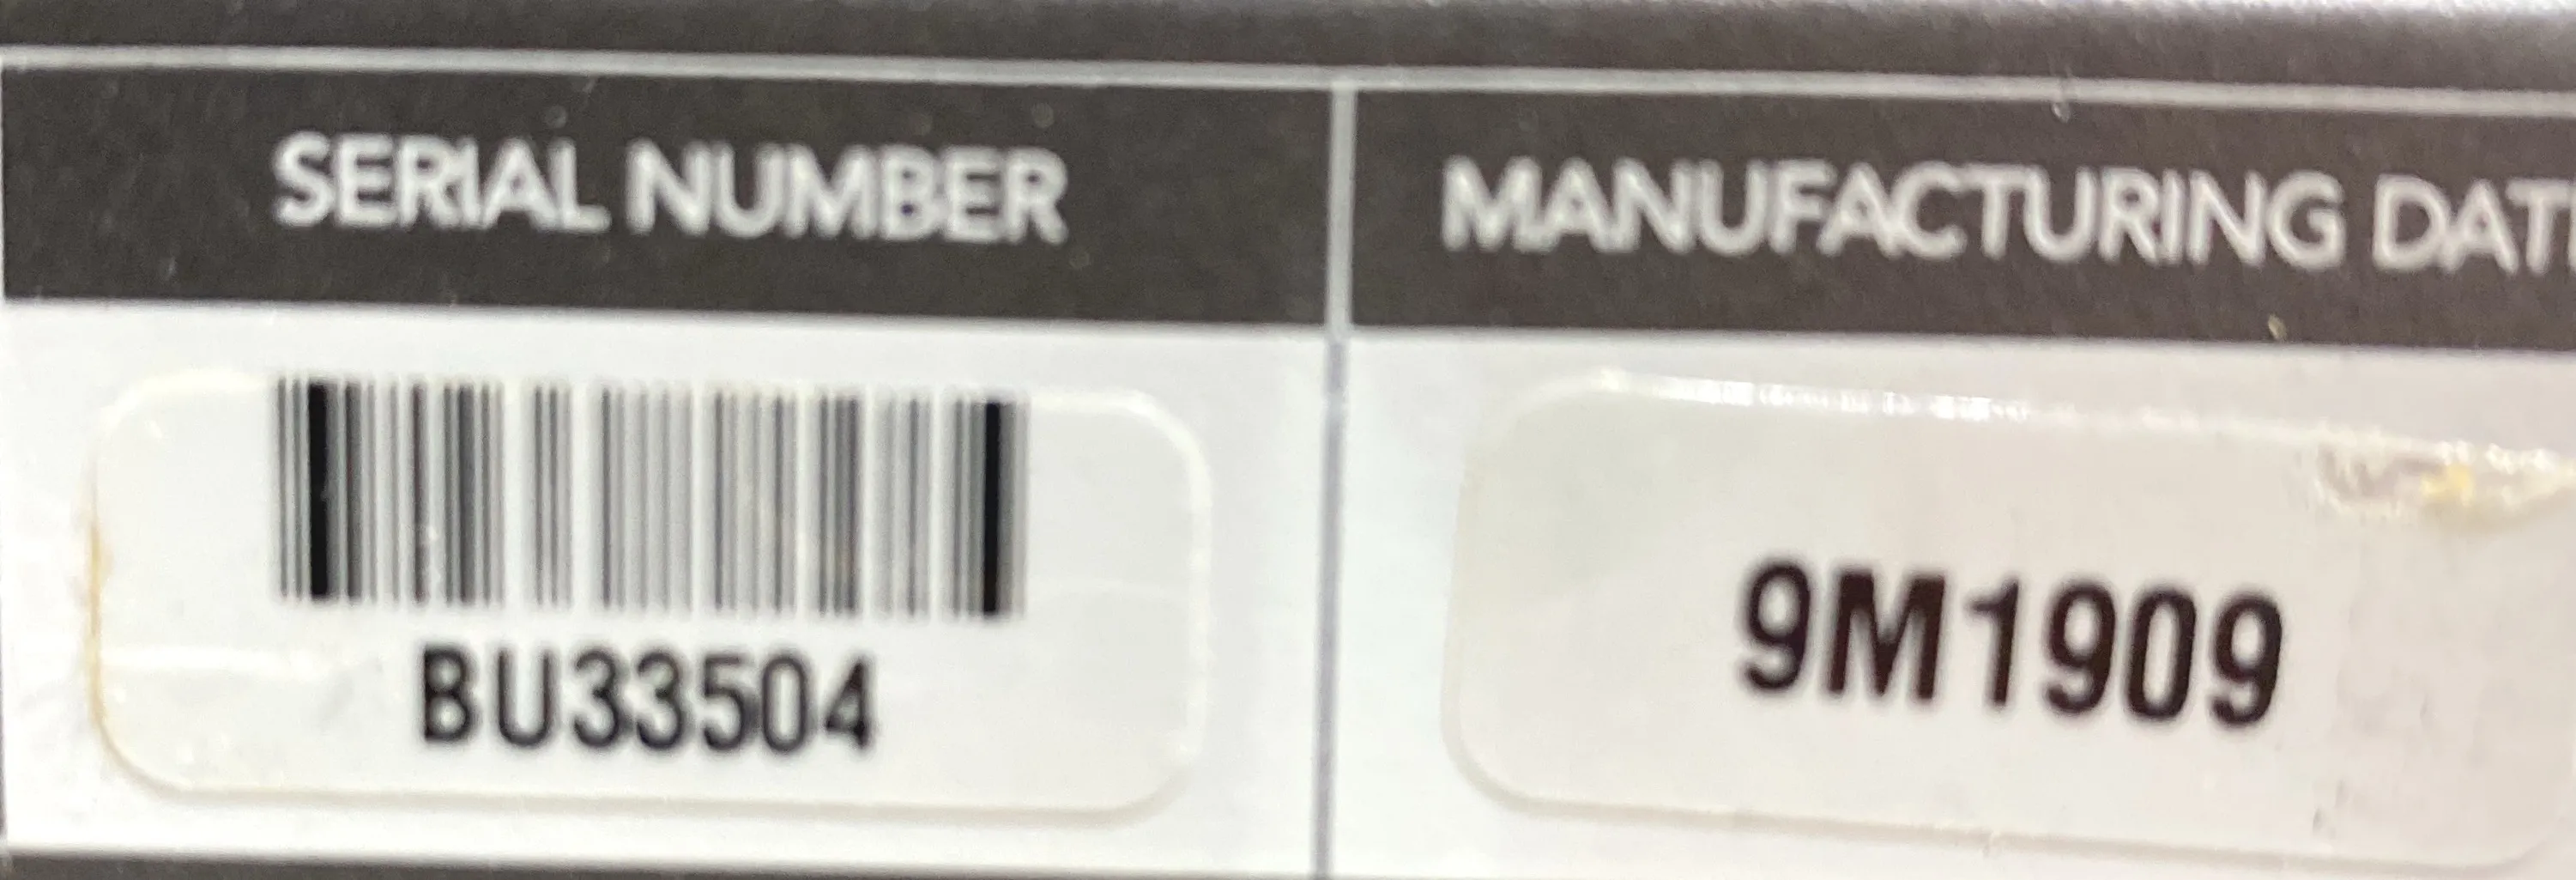 SERIAL NUMBER
MANUFACTURING DAT
BU33504
9M1909